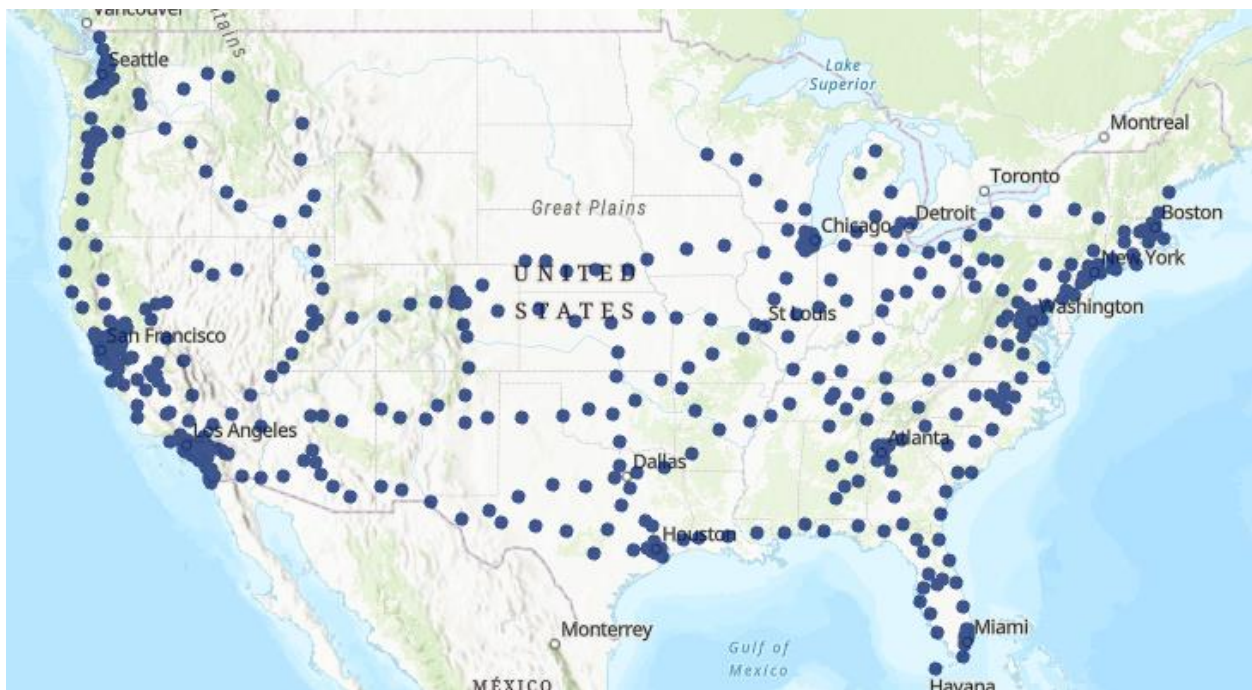 Vancouver
Seattle
Lake
Superior
Montreal
Toronto
Great Plains
Chicago
Detroit
Boston
New York
UNITED
STATES
St Louis
Washington
San Francisco
Los Angeles
Atlanta
Dallas
Houston
Monterrey
Miami
Gulf of
Mexico
MÉXICO
Havana